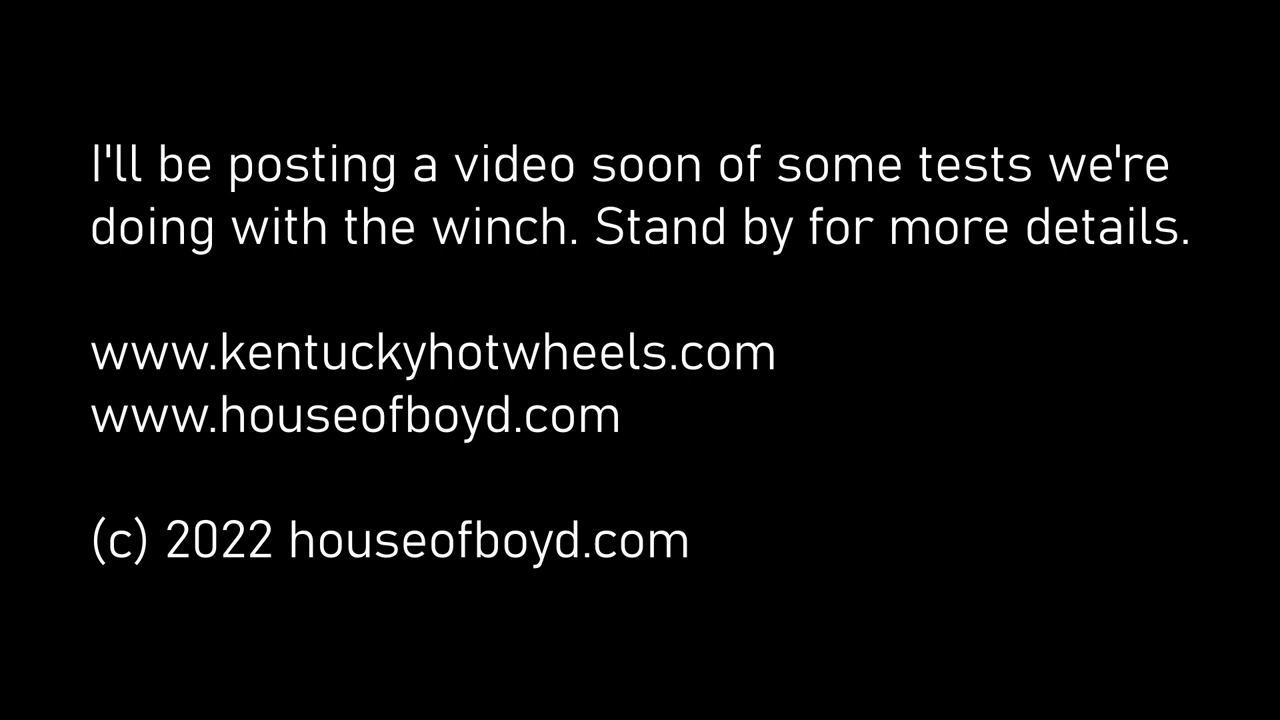 I'll be posting a video soon of some tests we're
doing with the winch. Stand by for more details.
www.kentuckyhotwheels.com
www.houseofboyd.com
(c) 2022 houseofboyd.com